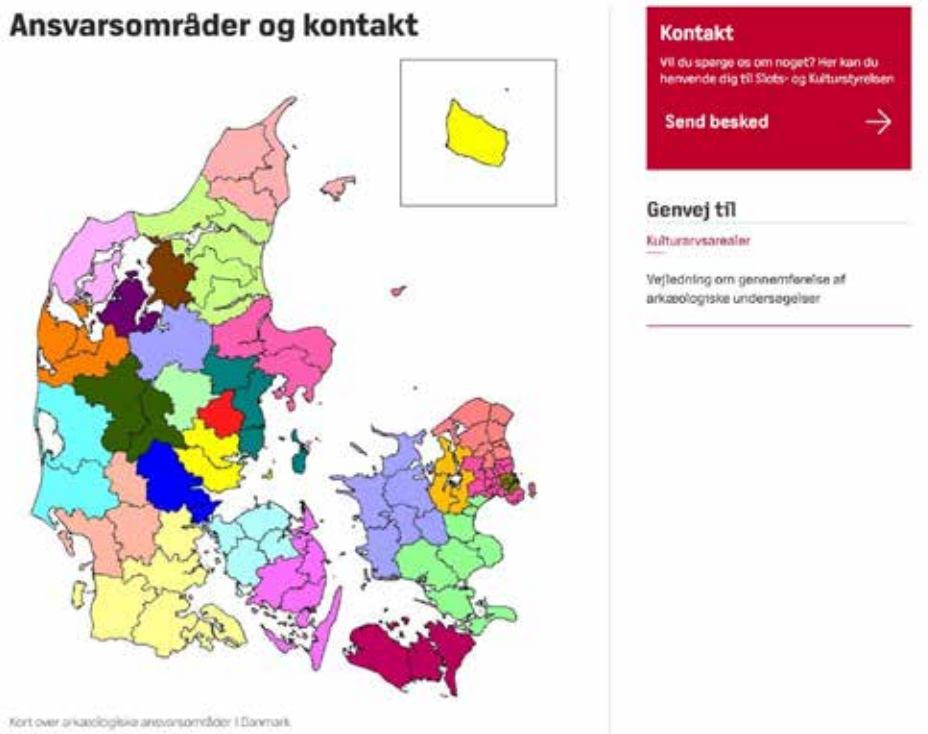 Ansvarsområder og kontakt
Kontakt
Vil du spørge os om noget? Her kan du
henvende dig til Slots- og Kulturstyrelsen
Send besked
Genvej til
Kulturarvsarealer
Vejledning om gennemførelse af
arkæologiske undersøgelser
Kort over arkæologiske ansvarsområder i Danmark